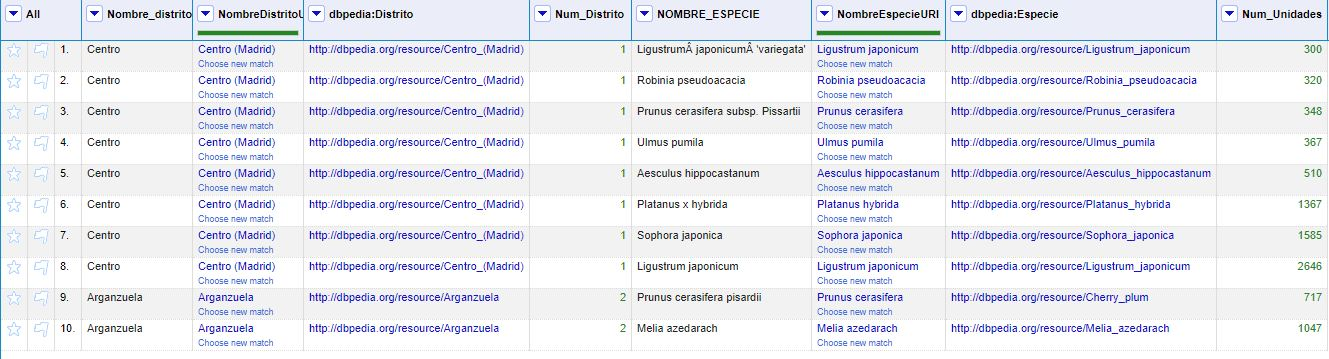 All Nombre_distrito NombreDistritoU dbpedia:Distrito Num_Distrito NOMBRE_ESPECIE NombreEspecieURI dbpedia:Especie Num_Unidades
1. Centro Centro (Madrid) http://dbpedia.org/resource/Centro_(Madrid) 1 LigustrumÂ japonicumÂ 'variegata' Ligustrum japonicum http://dbpedia.org/resource/Ligustrum_japonicum 300
Choose new match Choose new match
2. Centro Centro (Madrid) http://dbpedia.org/resource/Centro_(Madrid) 1 Robinia pseudoacacia Robinia pseudoacacia http://dbpedia.org/resource/Robinia_pseudoacacia 320
Choose new match Choose new match
3. Centro Centro (Madrid) http://dbpedia.org/resource/Centro_(Madrid) 1 Prunus cerasifera subsp. Pissartii Prunus cerasifera http://dbpedia.org/resource/Prunus_cerasifera 348
Choose new match Choose new match
4. Centro Centro (Madrid) http://dbpedia.org/resource/Centro_(Madrid) 1 Ulmus pumila Ulmus pumila http://dbpedia.org/resource/Ulmus_pumila 367
Choose new match Choose new match
5. Centro Centro (Madrid) http://dbpedia.org/resource/Centro_(Madrid) 1 Aesculus hippocastanum Aesculus hippocastanum http://dbpedia.org/resource/Aesculus_hippocastanum 510
Choose new match Choose new match
6. Centro Centro (Madrid) http://dbpedia.org/resource/Centro_(Madrid) 1 Platanus x hybrida Platanus hybrida http://dbpedia.org/resource/Platanus_hybrida 1367
Choose new match Choose new match
7. Centro Centro (Madrid) http://dbpedia.org/resource/Centro_(Madrid) 1 Sophora japonica Sophora japonica http://dbpedia.org/resource/Sophora_japonica 1585
Choose new match Choose new match
8. Centro Centro (Madrid) http://dbpedia.org/resource/Centro_(Madrid) 1 Ligustrum japonicum Ligustrum japonicum http://dbpedia.org/resource/Ligustrum_japonicum 2646
Choose new match Choose new match
9. Arganzuela Arganzuela http://dbpedia.org/resource/Arganzuela 2 Prunus cerasifera pisardii Prunus cerasifera http://dbpedia.org/resource/Cherry_plum 717
Choose new match Choose new match
10. Arganzuela Arganzuela http://dbpedia.org/resource/Arganzuela 2 Melia azedarach Melia azedarach http://dbpedia.org/resource/Melia_azedarach 1047
Choose new match Choose new match